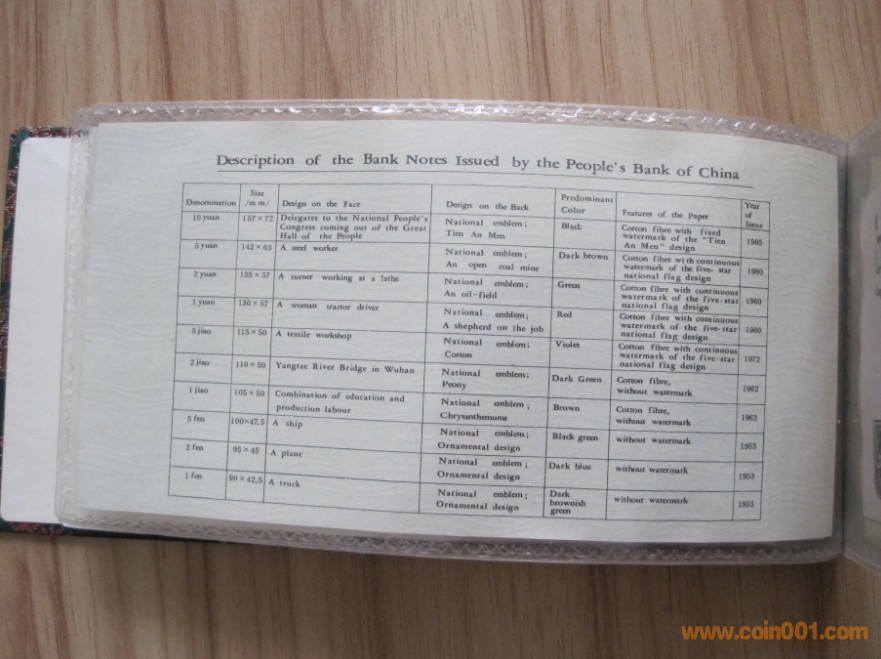 Description of the Bank Notes Issued by the People's Bank of China
Denomination Size /m m/ Design on the Face Design on the Back Predominant Color Features of the Paper Year of Issue
10 yuan 157 × 72 Delegates to the National People's Congress coming out of the Great Hall of the People National emblem; Tien An Men Black Cotton fibre with fixed watermark of the "Tien An Men" design 1965
5 yuan 142 × 63 A steel worker National emblem; An open coal mine Dark brown Cotton fibre with continuous watermark of the five-star national flag design 1960
2 yuan 135 × 57 A turner working at a lathe National emblem; An oil-field Green Cotton fibre with continuous watermark of the five-star national flag design 1960
1 yuan 130 × 57 A woman tractor driver National emblem; A shepherd on the job Red Cotton fibre with continuous watermark of the five-star national flag design 1960
5 jiao 115 × 50 A textile workshop National emblem; Cotton Violet Cotton fibre with continuous watermark of the five-star national flag design 1972
2 jiao 110 × 50 Yangtze River Bridge in Wuhan National emblem; Peony Dark Green Cotton fibre, without watermark 1962
1 jiao 105 × 50 Combination of education and production labour National emblem; Chrysanthemums Brown Cotton fibre, without watermark 1962
5 fen 100×47.5 A ship National emblem; Ornamental design Black green without watermark 1953
2 fen 95 × 45 A plane National emblem; Ornamental design Dark blue without watermark 1953
1 fen 90 × 42.5 A truck National emblem; Ornamental design Dark brownish green without watermark 1953
www.coin001.com